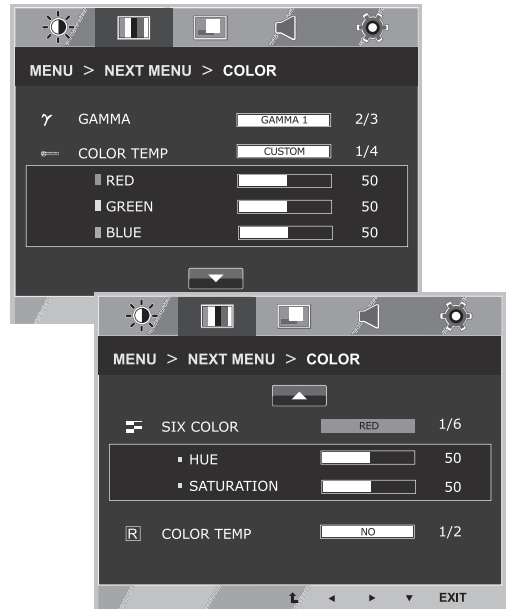 MENU > NEXT MENU > COLOR
γ GAMMA GAMMA 1 2/3
COLOR TEMP CUSTOM 1/4
RED 50
GREEN 50
BLUE 50
MENU > NEXT MENU > COLOR
SIX COLOR RED 1/6
HUE 50
SATURATION 50
R COLOR TEMP NO 1/2
EXIT